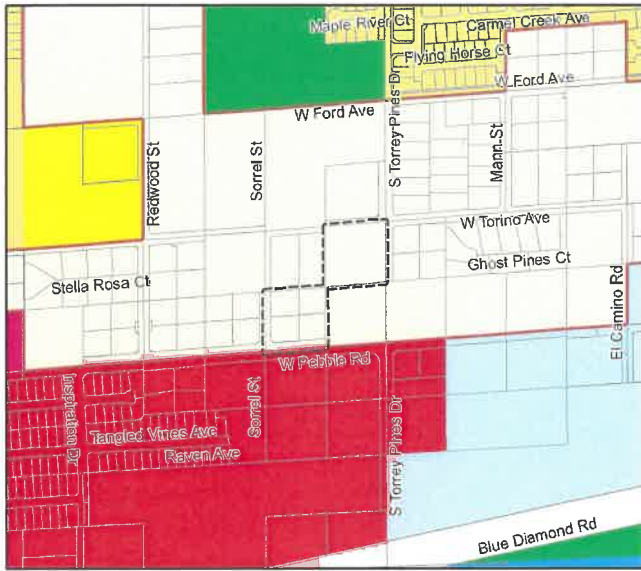 Maple River Ct
Carmel Creek Ave
Flying Horse Ct
W Ford Ave
W Ford Ave
S Torrey Pines Dr
Mann St
Redwood St
Sorrel St
W Torino Ave
Ghost Pines Ct
Stella Rosa Ct
El Camino Rd
W Pebble Rd
Inspiration Dr
Sorrel St
Tangled Vines Ave
Raven Ave
S Torrey Pines Dr
Blue Diamond Rd